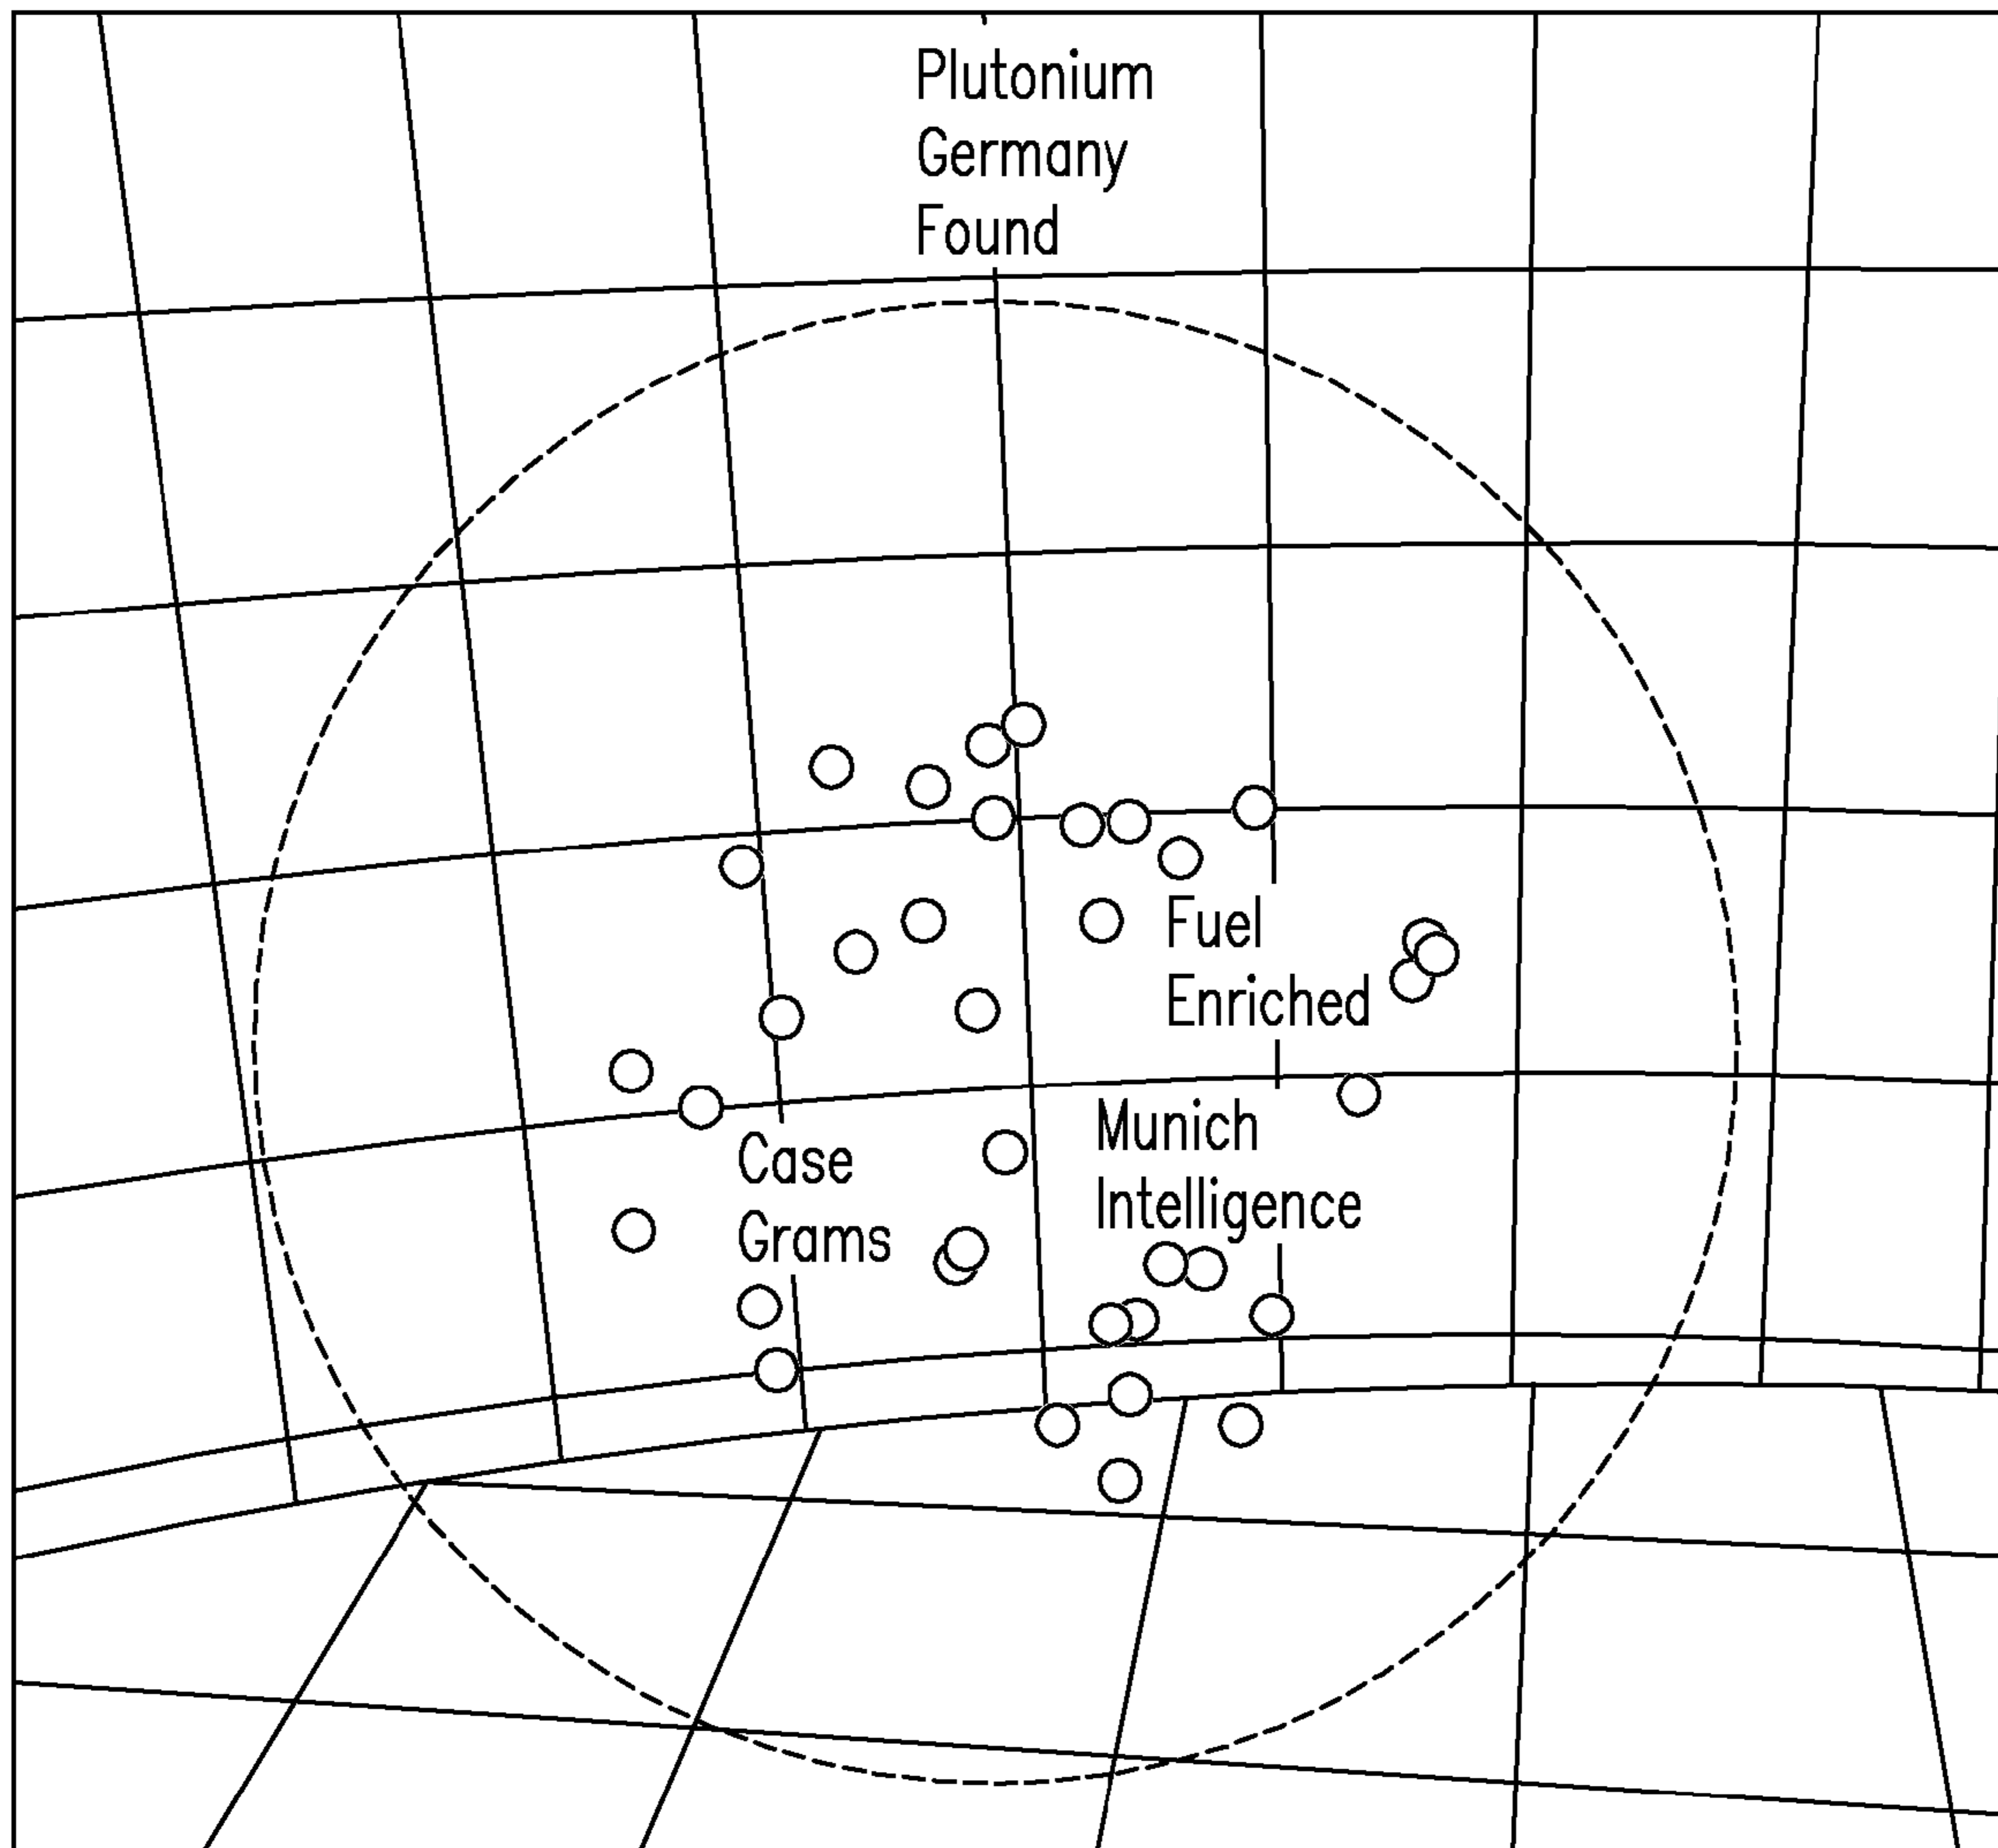 Plutonium
Germany
Found
Fuel
Enriched
Munich
Intelligence
Case
Grams